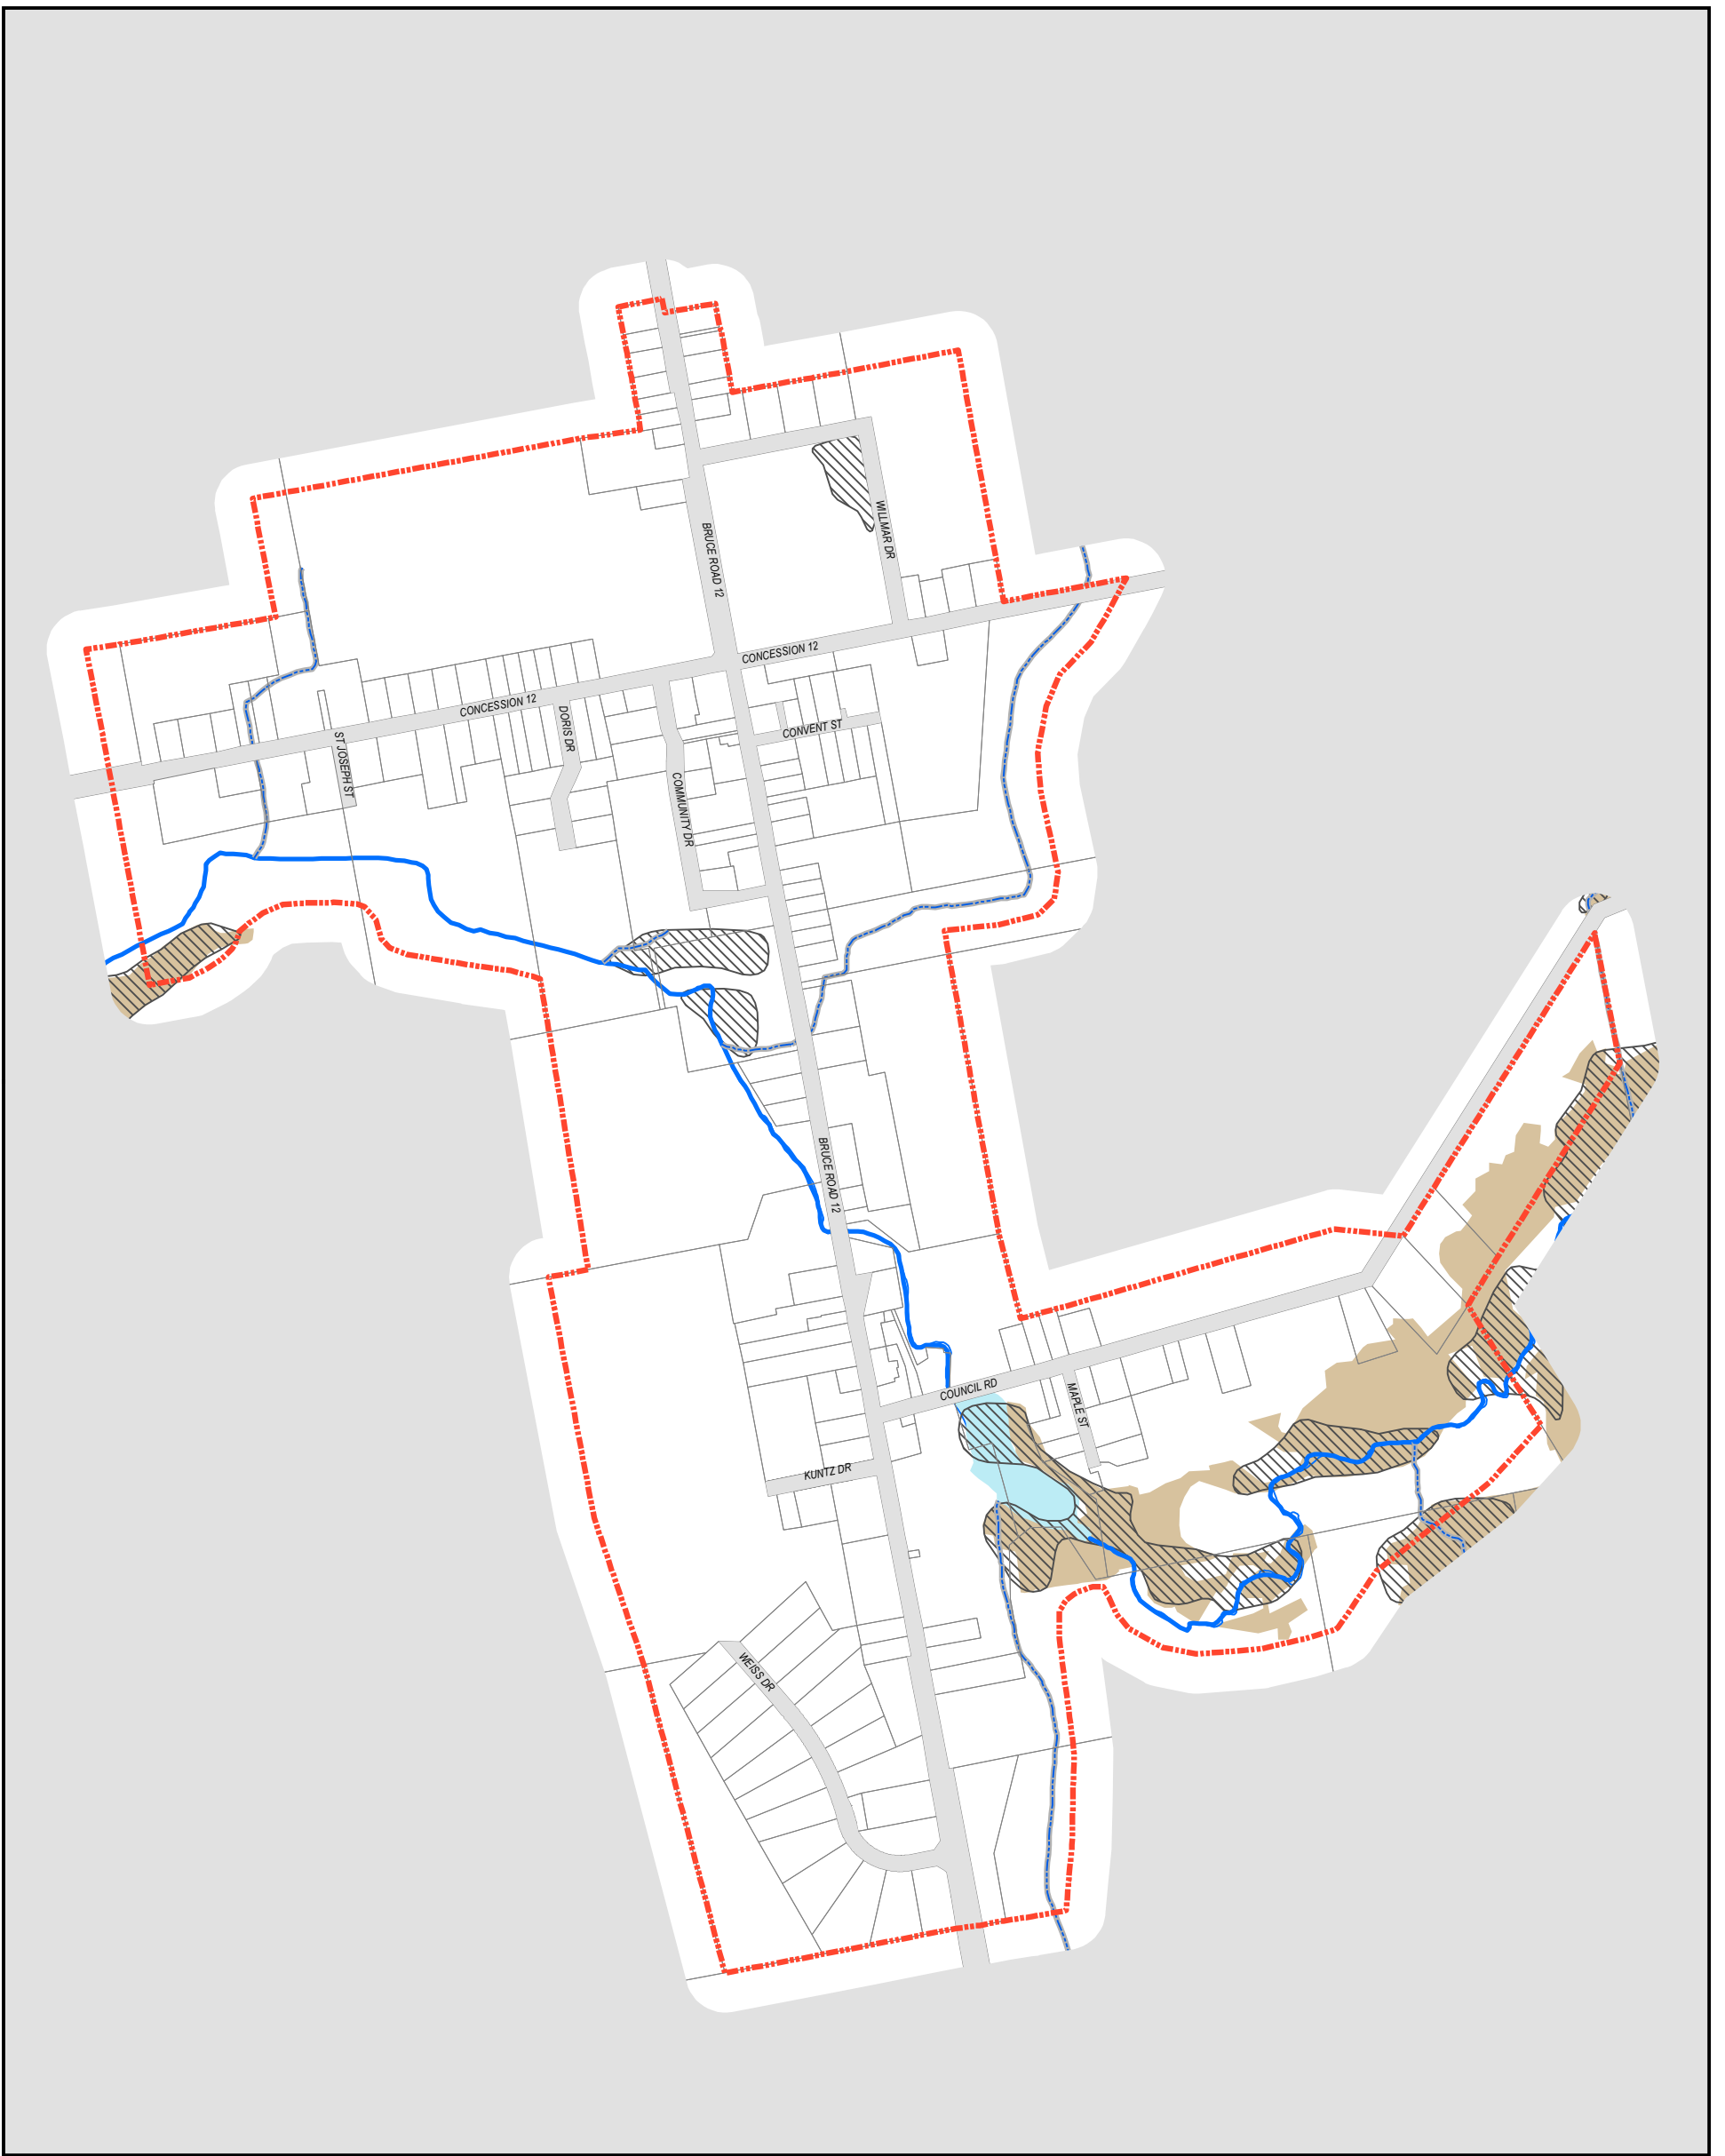 WILLMAR DR
BRUCE ROAD 12
CONCESSION 12
CONCESSION 12
DORIS DR
CONVENT ST
ST JOSEPH ST
COMMUNITY DR
BRUCE ROAD 12
COUNCIL RD
MAPLE ST
KUNTZ DR
WEISS DR